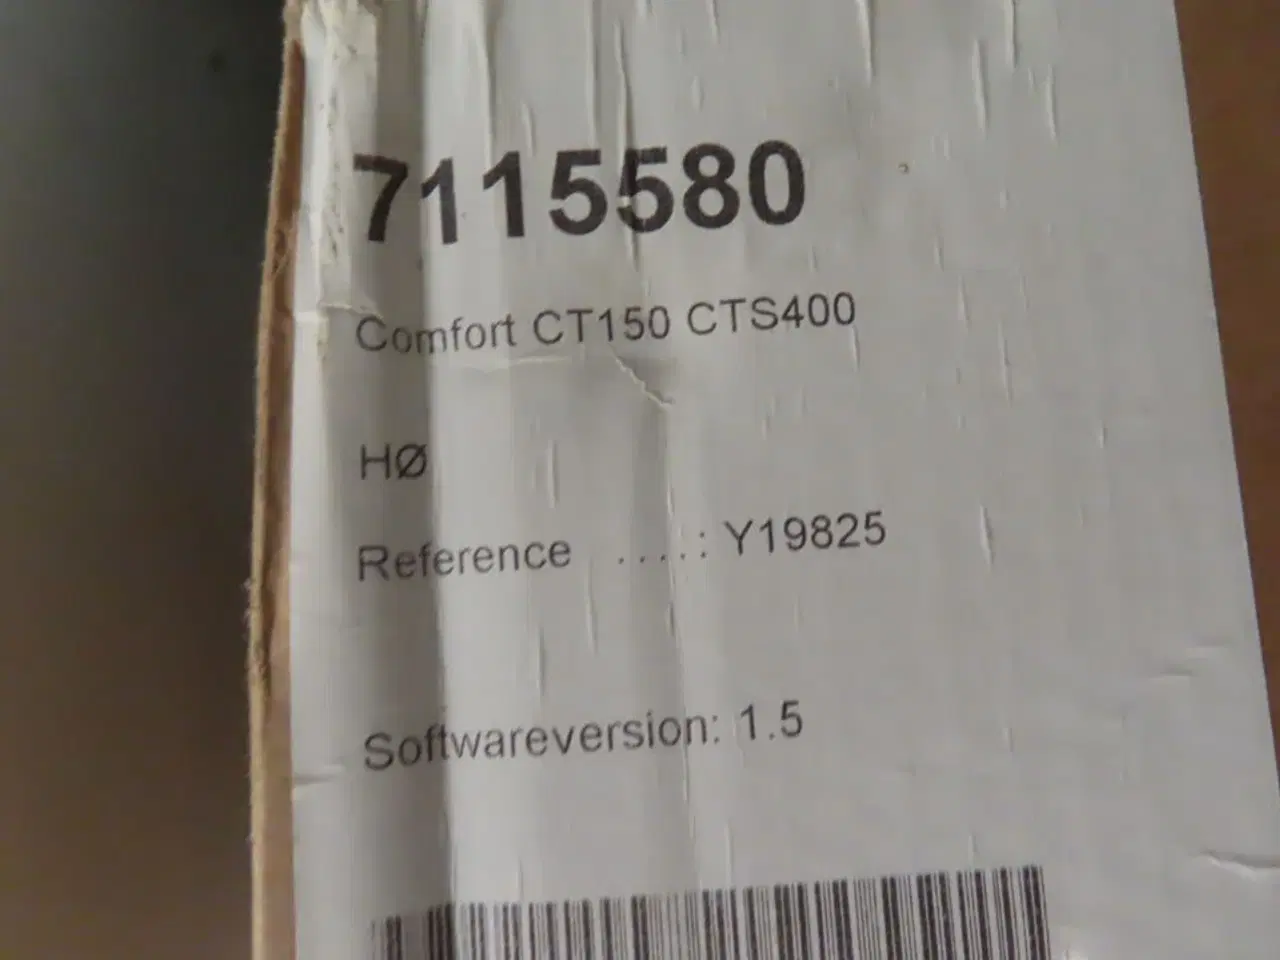 7115580
Comfort CT150 CTS400
HØ
Reference ....: Y19825
Softwareversion: 1.5